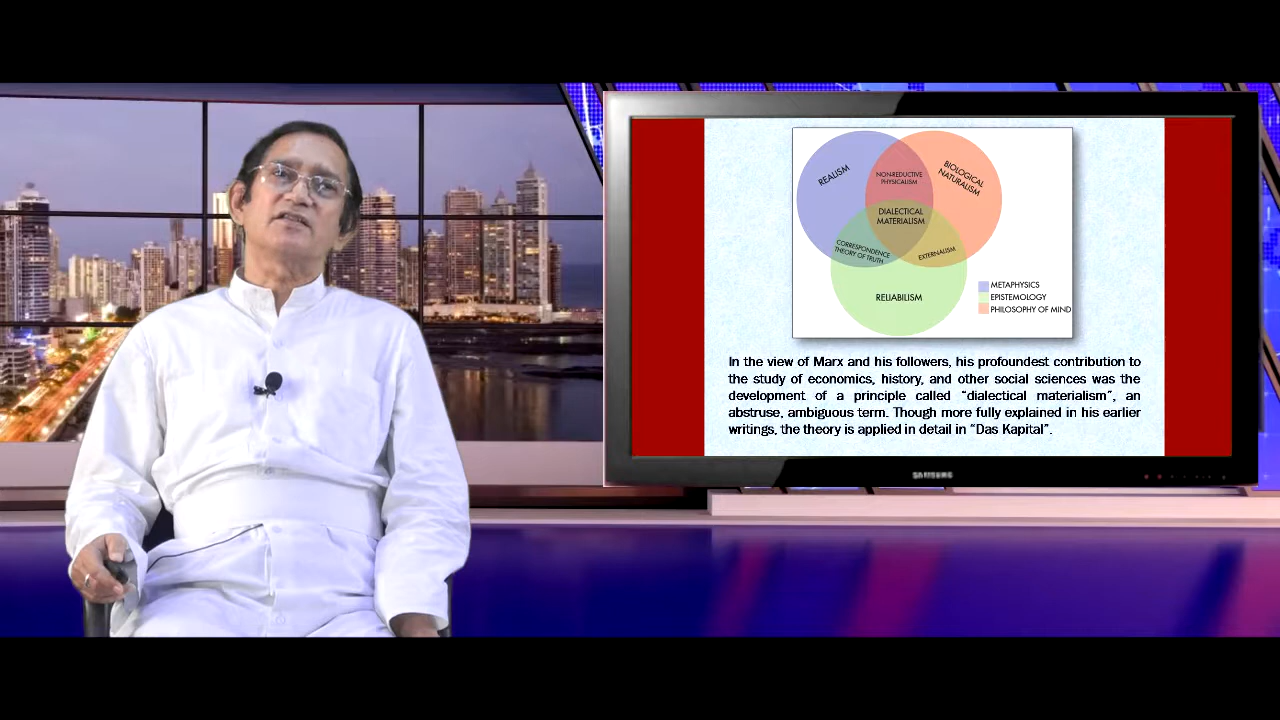 REALISM
BIOLOGICAL
NATURALISM
NON-REDUCTIVE
PHYSICALISM
DIALECTICAL
MATERIALISM
CORRESPONDENCE
THEORY OF TRUTH
EXTERNALISM
RELIABILISM
METAPHYSICS
EPISTEMOLOGY
PHILOSOPHY OF MIND
In the view of Marx and his followers, his profoundest contribution to
the study of economics, history, and other social sciences was the
development of a principle called "dialectical materialism", an
abstruse, ambiguous term. Though more fully explained in his earlier
writings, the theory is applied in detail in "Das Kapital".
SAMSUNG